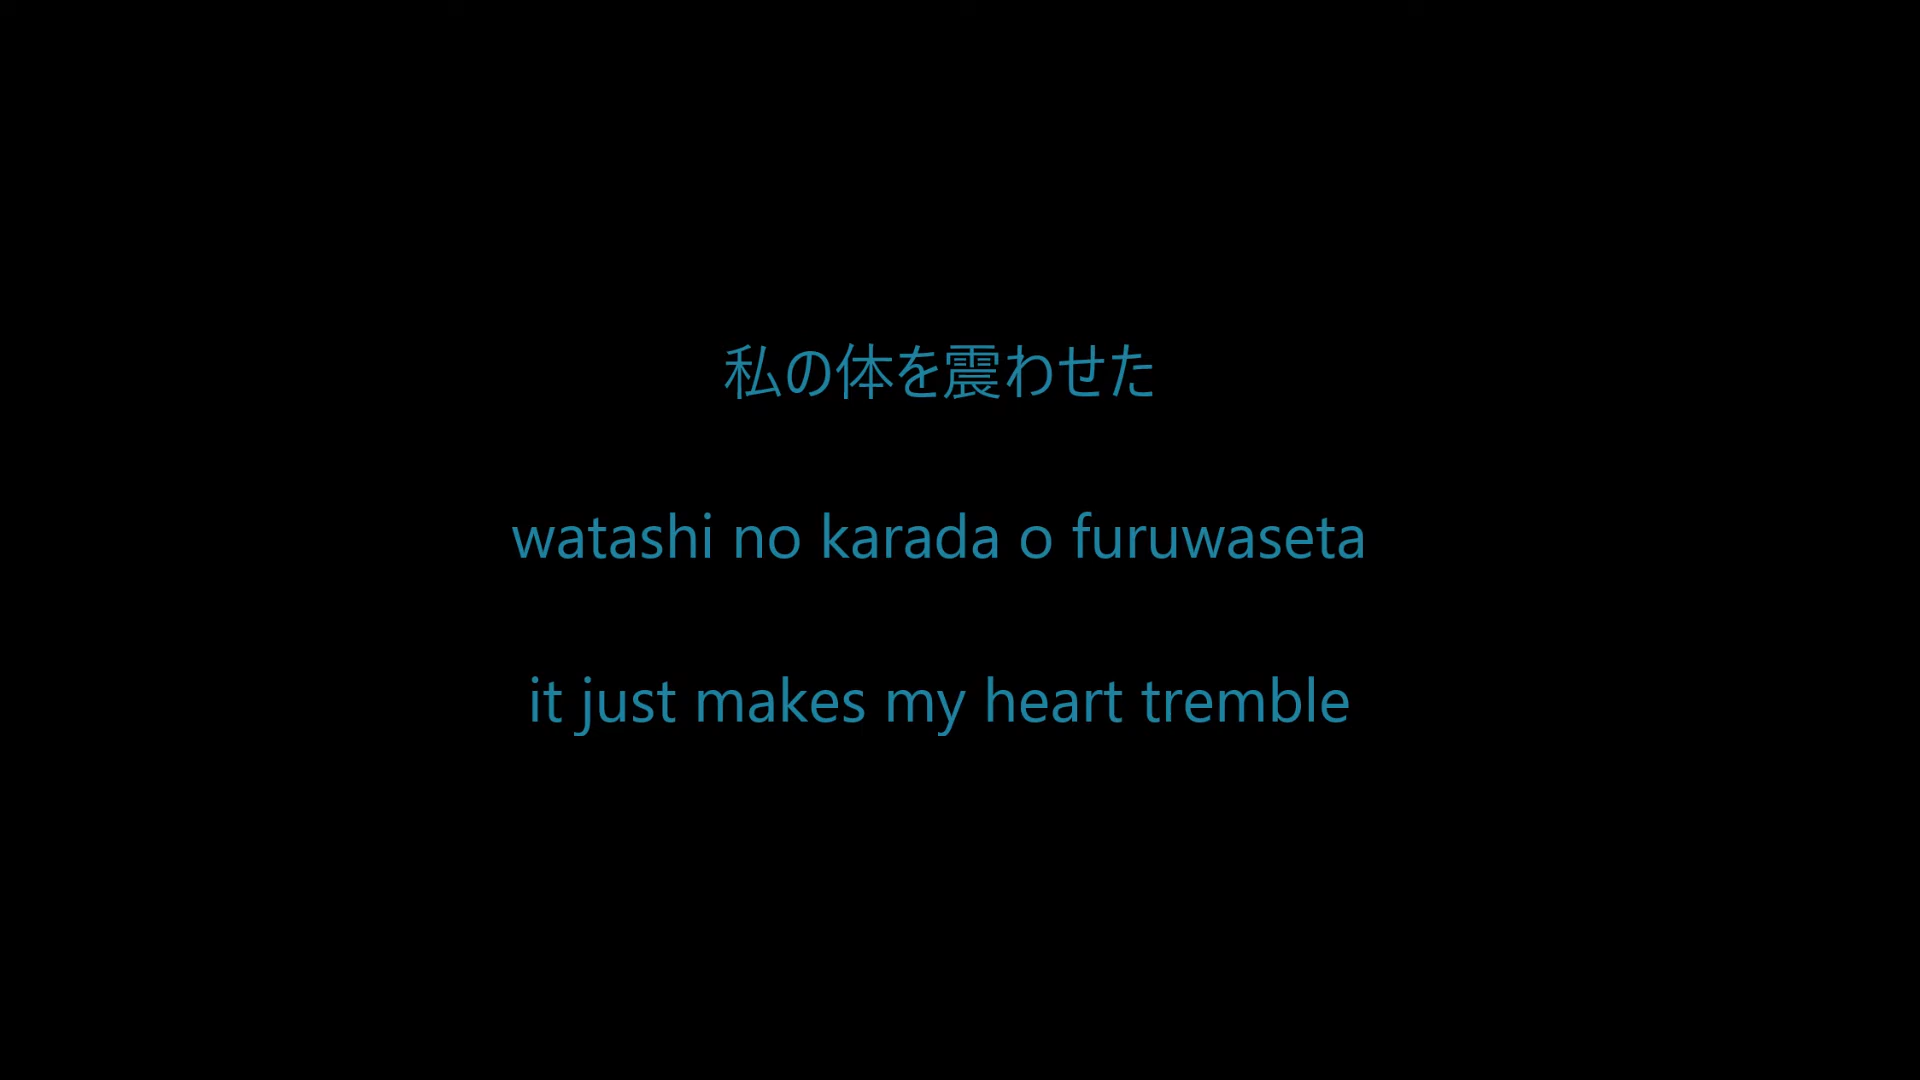 私の体を震わせた
watashi no karada o furuwaseta
it just makes my heart tremble